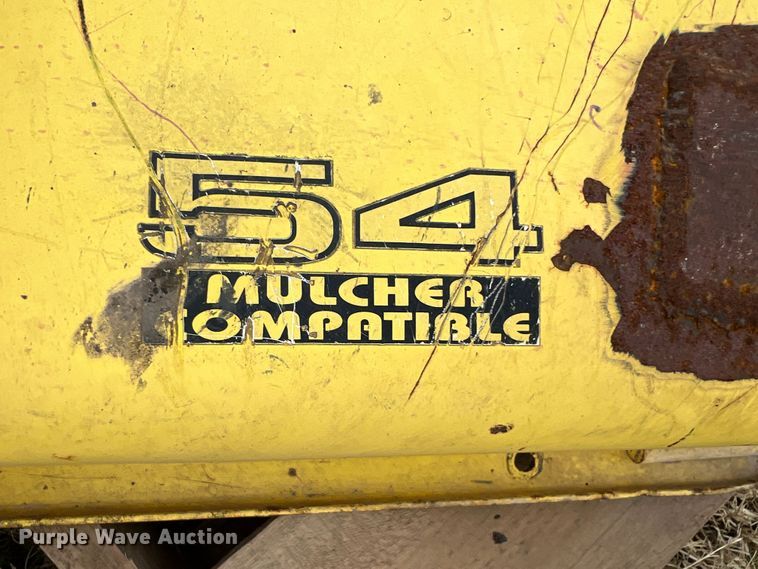 54
MULCHER
COMPATIBLE
Purple Wave Auction